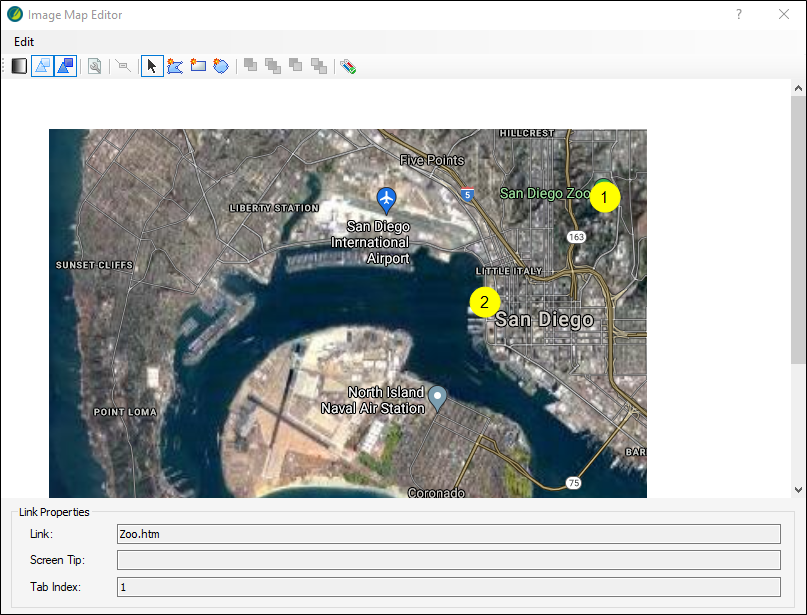 Image Map Editor
?
Edit
HILLCREST
Five Points
5
San Diego Zoo
1
LIBERTY STATION
San Diego
International
Airport
163
SUNSET CLIFFS
LITTLE ITALY
2
San Diego
North Island
Naval Air Station
POINT LOMA
BAR
75
Coronado
Link Properties
Link:
Zoo.htm
Screen Tip:
Tab Index:
1